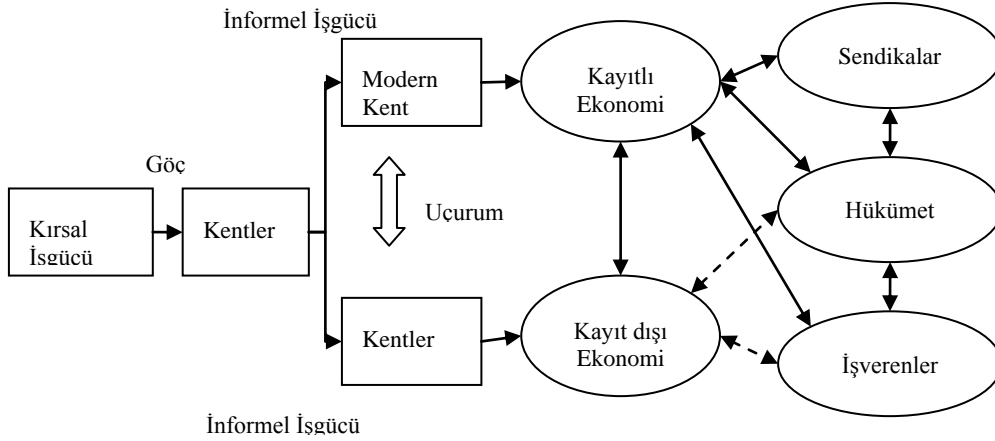 İnformel İşgücü
Modern
Kent
Kayıtlı
Ekonomi
Sendikalar
Göç
Kırsal
İşgücü
Kentler
Uçurum
Hükümet
Kentler
Kayıt dışı
Ekonomi
İşverenler
İnformel İşgücü